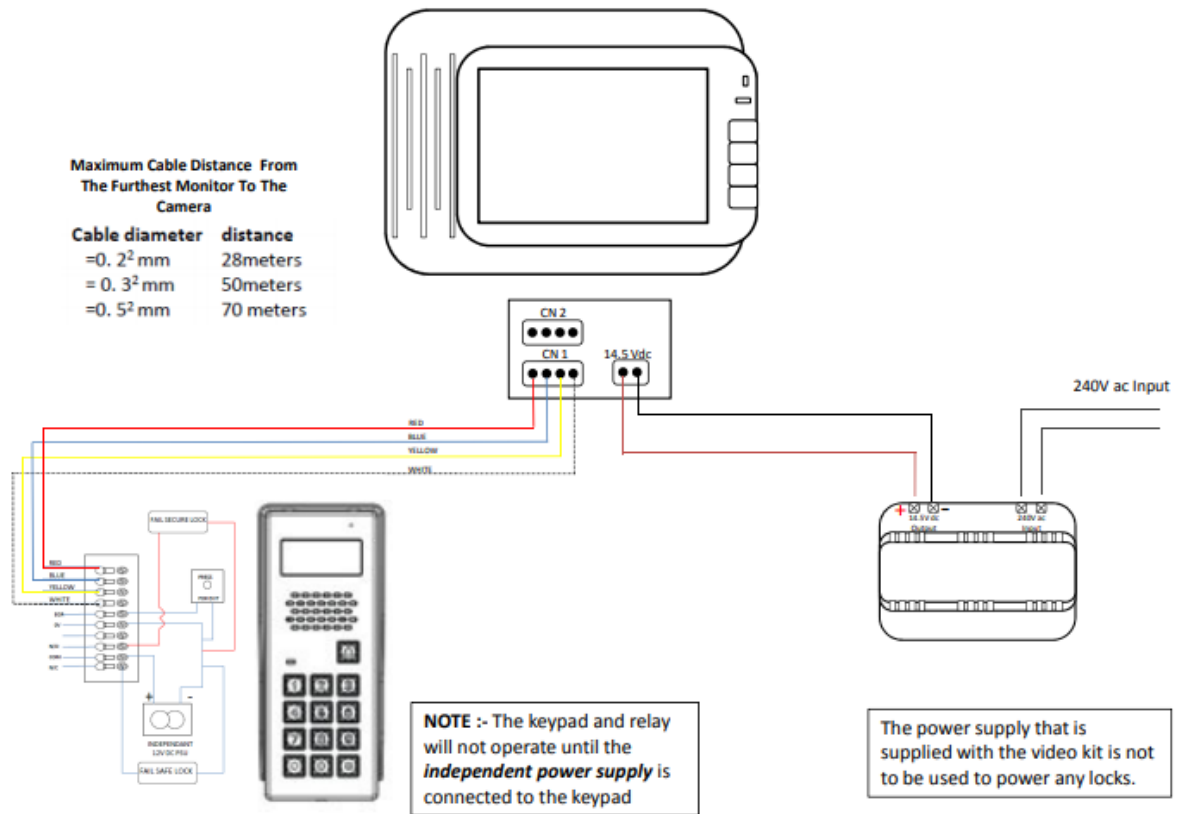 Maximum Cable Distance From
The Furthest Monitor To The
Camera
Cable diameter distance
=0. 2² mm 28meters
= 0. 3² mm 50meters
=0. 5² mm 70 meters
CN 2
CN 1
14.5 Vdc
240V ac Input
RED
BLUE
YELLOW
WHITE
+ −
14.5V dc
Output
240V ac
Input
FAIL SECURE LOCK
RED
BLUE
YELLOW
WHITE
0V
N/O
N/C
PRESS
+ -
INDEPENDANT
12V DC PSU
FAIL SAFE LOCK
NOTE :- The keypad and relay
will not operate until the
independent power supply is
connected to the keypad
The power supply that is
supplied with the video kit is not
to be used to power any locks.